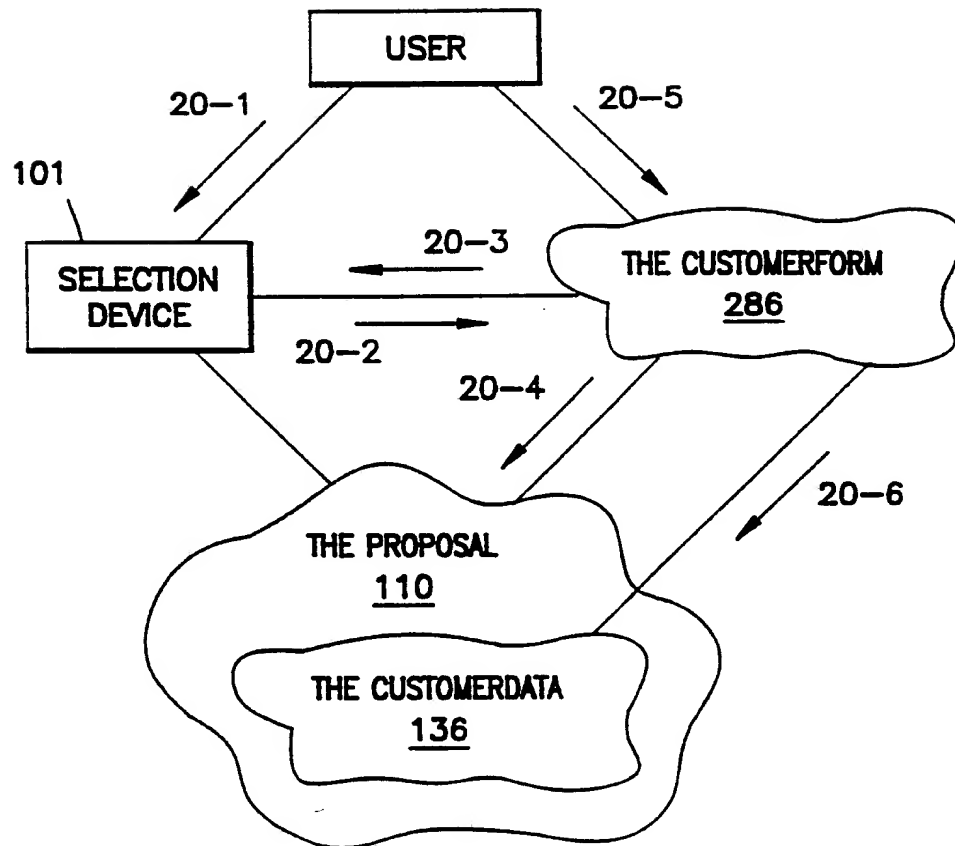 USER
20-1
20-5
101
SELECTION
DEVICE
20-3
THE CUSTOMERFORM
286
20-2
20-4
20-6
THE PROPOSAL
110
THE CUSTOMERDATA
136